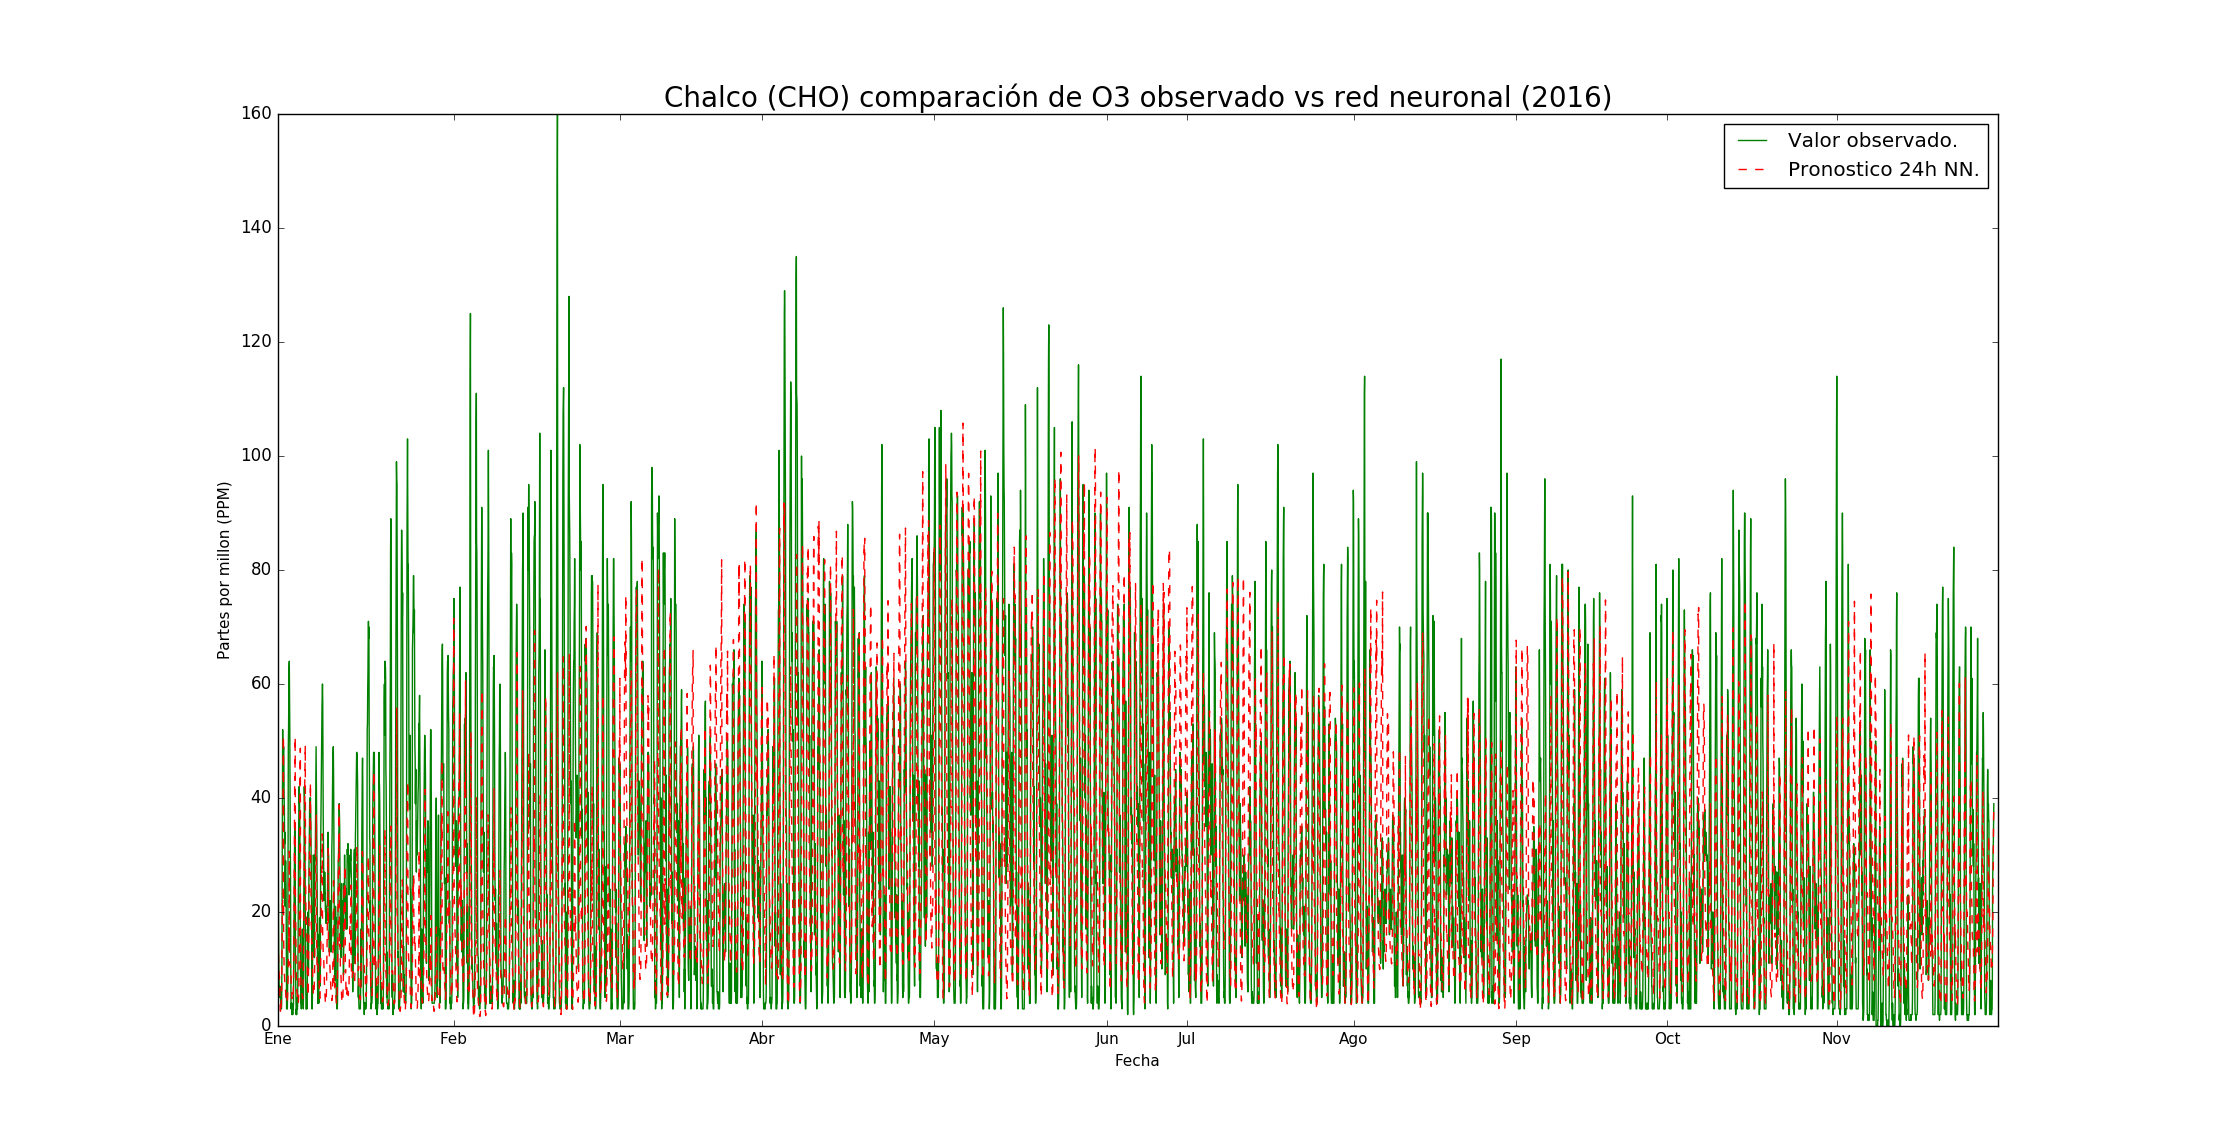 Chalco (CHO) comparación de O3 observado vs red neuronal (2016)
Valor observado.
Pronostico 24h NN.
Partes por millon (PPM)
160
140
120
100
80
60
40
20
0
Ene Feb Mar Abr May Jun Jul Ago Sep Oct Nov
Fecha